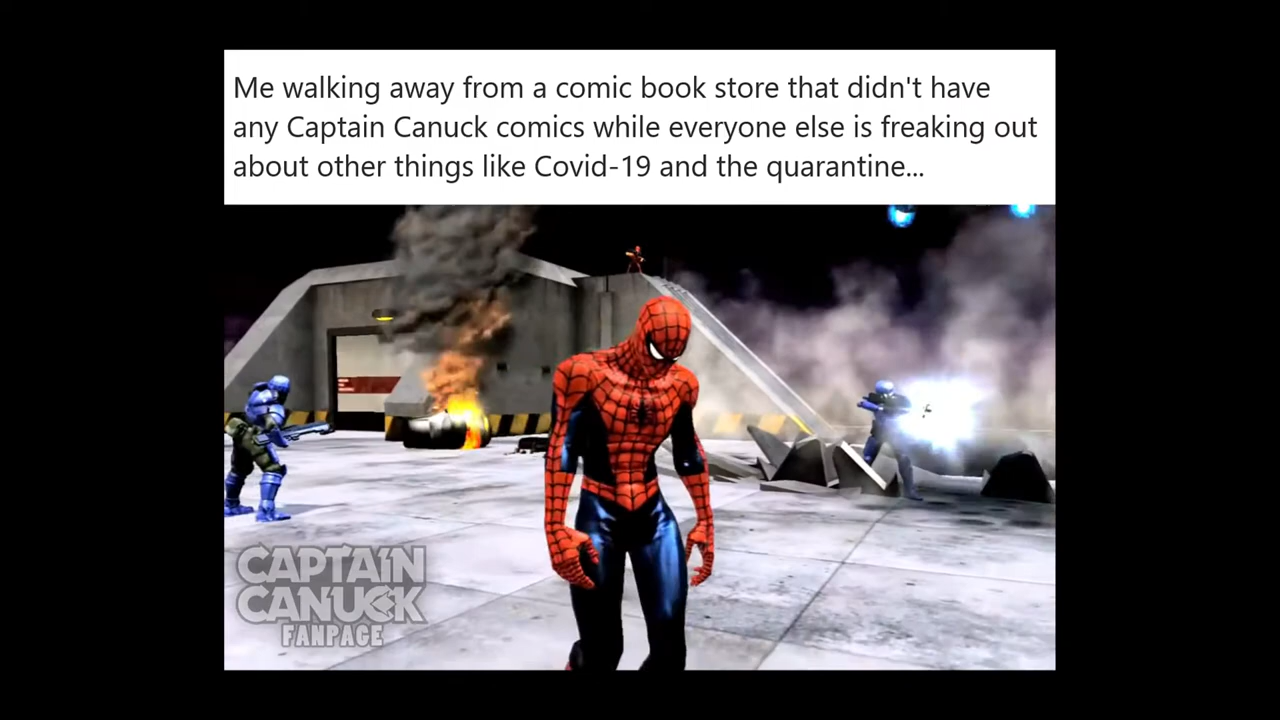 Me walking away from a comic book store that didn't have
any Captain Canuck comics while everyone else is freaking out
about other things like Covid-19 and the quarantine...
CAPTAIN
CANUCK
FANPAGE